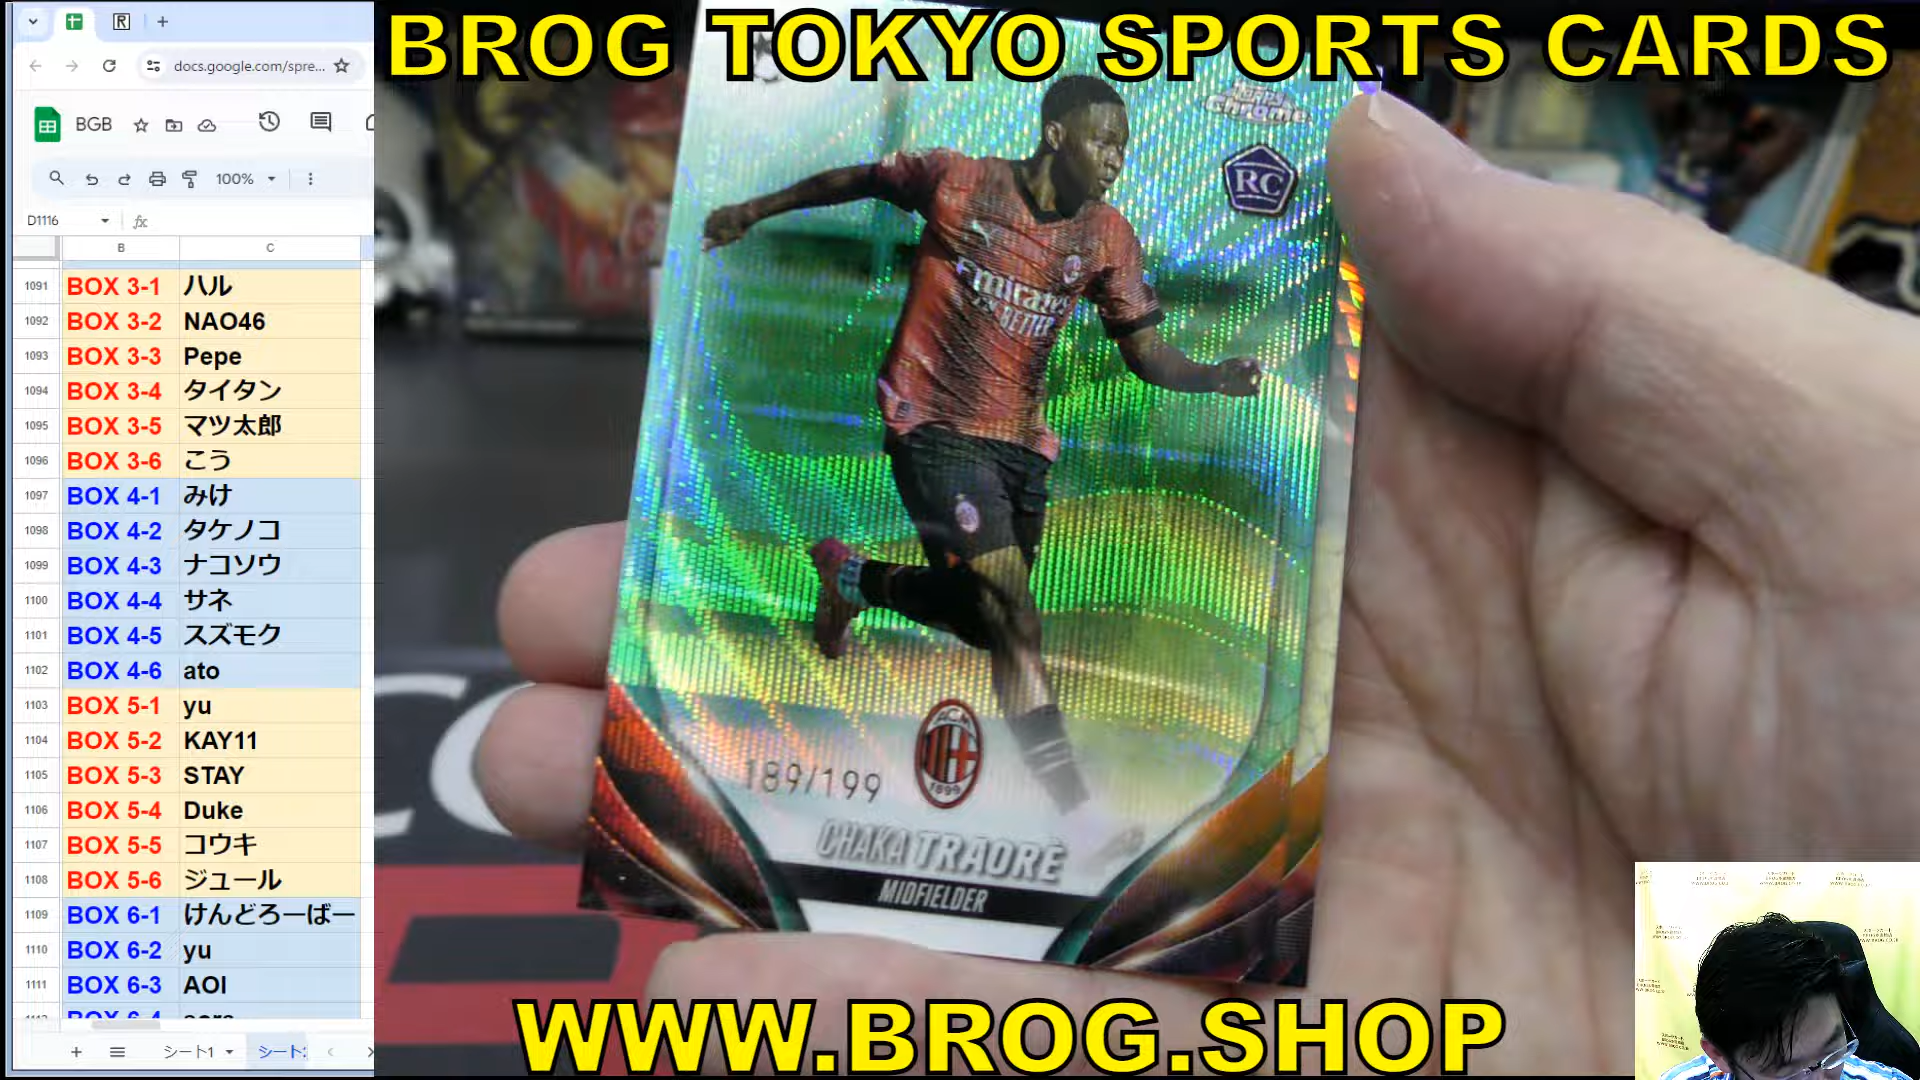 BROG TOKYO SPORTS CARDS
docs.google.com/spre...
BGB
100%
D1116
fx
B C
1091 BOX 3-1 ハル
1092 BOX 3-2 NAO46
1093 BOX 3-3 Pepe
1094 BOX 3-4 タイタン
1095 BOX 3-5 マツ太郎
1096 BOX 3-6 こう
1097 BOX 4-1 みけ
1098 BOX 4-2 タケノコ
1099 BOX 4-3 ナコソウ
1100 BOX 4-4 サネ
1101 BOX 4-5 スズモク
1102 BOX 4-6 ato
1103 BOX 5-1 yu
1104 BOX 5-2 KAY11
1105 BOX 5-3 STAY
1106 BOX 5-4 Duke
1107 BOX 5-5 コウキ
1108 BOX 5-6 ジュール
1109 BOX 6-1 けんどろーばー
1110 BOX 6-2 yu
1111 BOX 6-3 AOI
シート1
Topps
Chrome
RC
Emirates
FLY BETTER
ACM
1899
189/199
CHAKA TRAORÈ
MIDFIELDER
WWW.BROG.SHOP